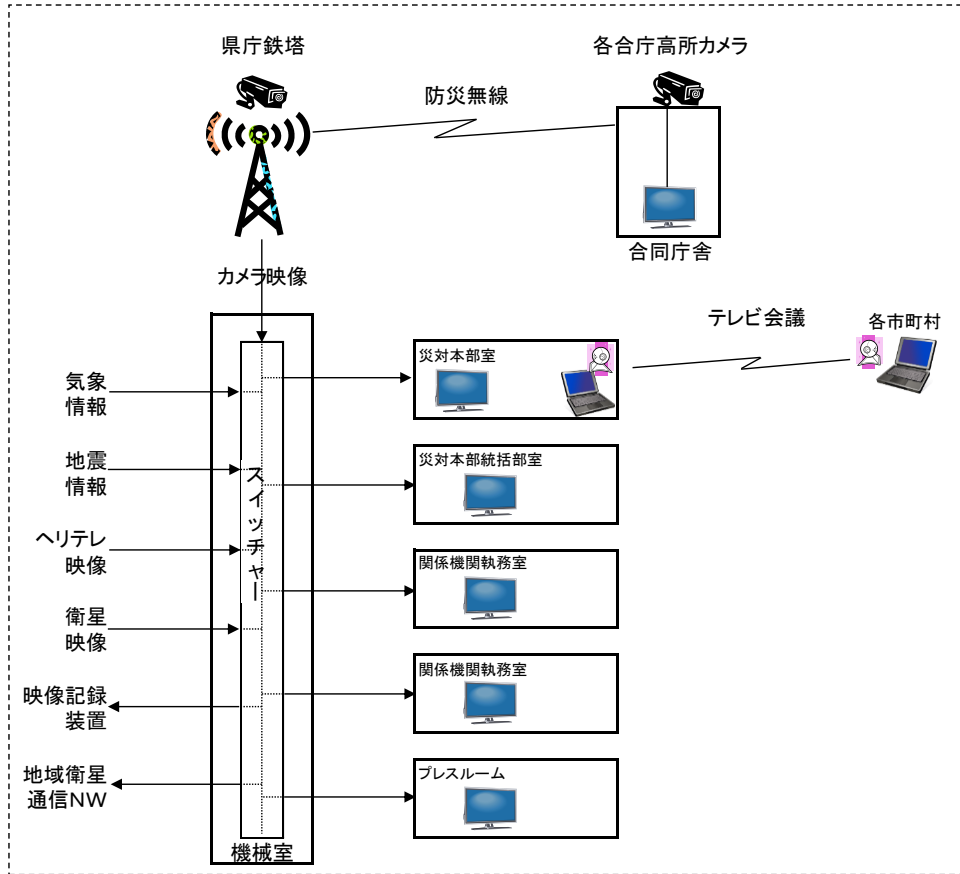 県庁鉄塔
各合庁高所カメラ
防災無線
合同庁舎
カメラ映像
テレビ会議
各市町村
災対本部室
気象
情報
地震
情報
スイッチャー
災対本部統括部室
ヘリテレ
映像
関係機関執務室
衛星
映像
関係機関執務室
映像記録
装置
地域衛星
通信NW
プレスルーム
機械室